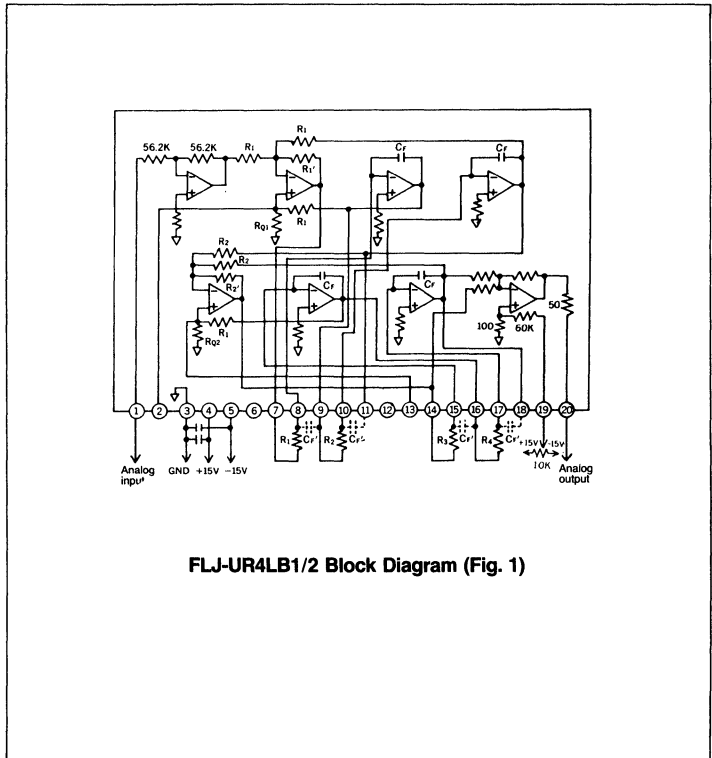 R1
56.2K 56.2K R1 R1' CF CF
RQ1 R1
R2
R2
R2' CF CF
R1 50
RQ2 100 60K
1 2 3 4 5 6 7 8 9 10 11 12 13 14 15 16 17 18 19 20
R1 CF' R2 CF' R3 CF' R4 CF' +15V -15V
10K
Analog GND +15V -15V Analog
input output
FLJ-UR4LB1/2 Block Diagram (Fig. 1)